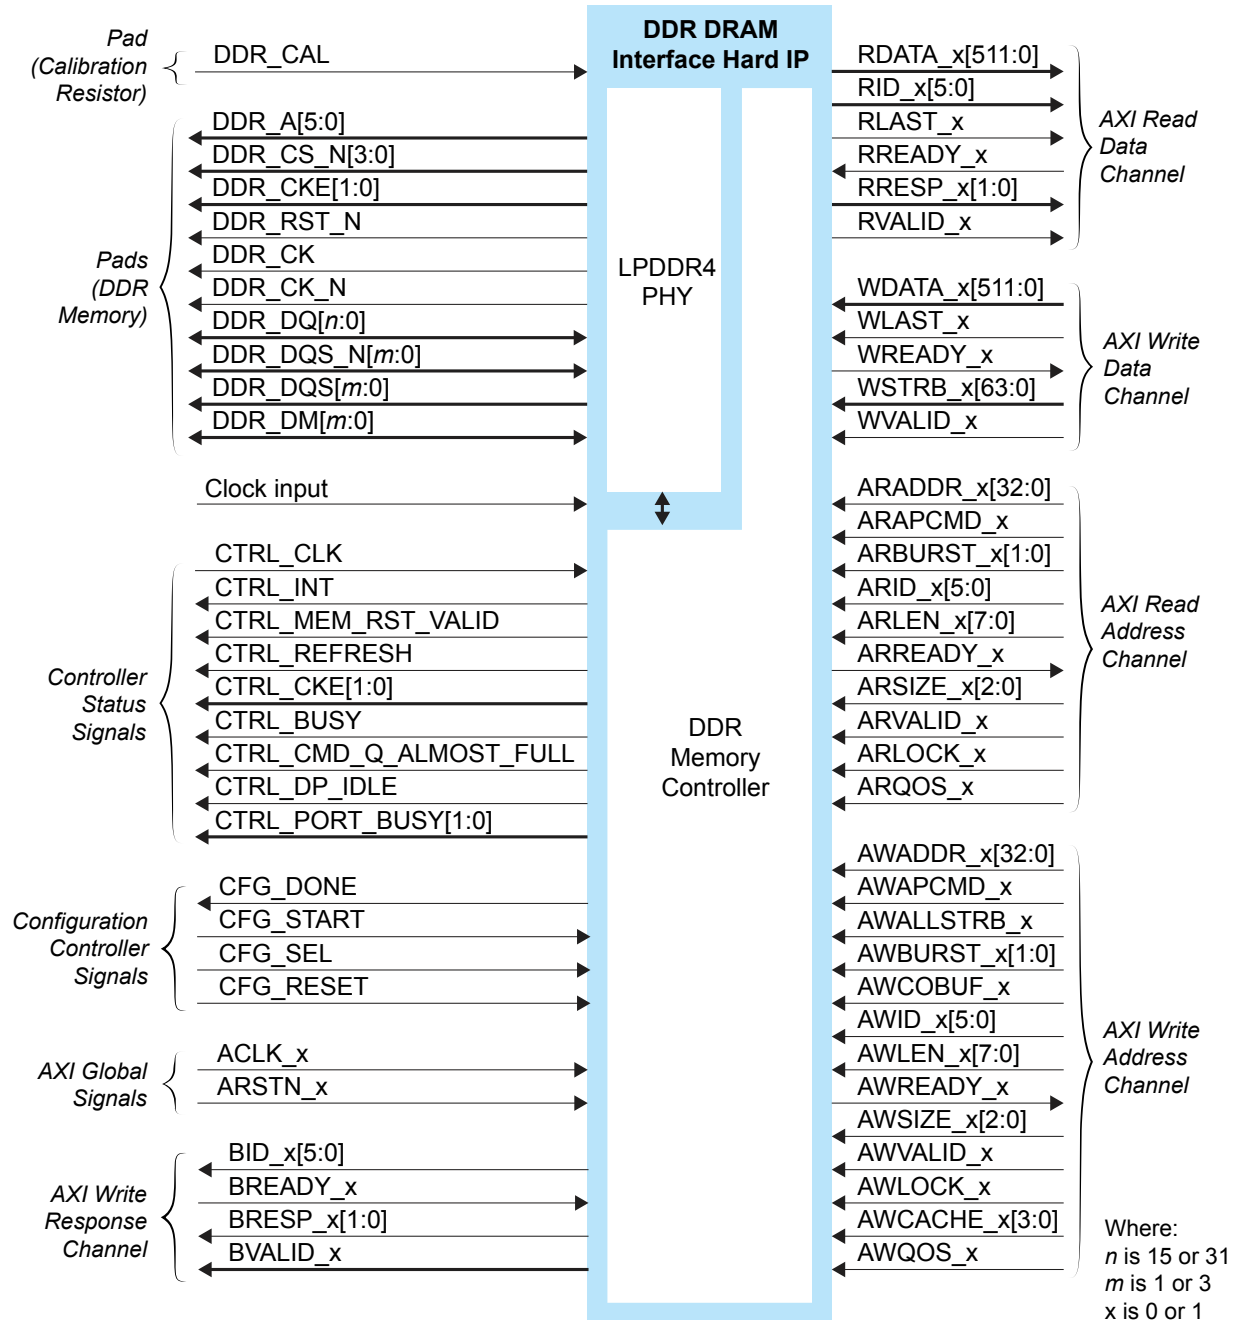 DDR DRAM
Interface Hard IP
LPDDR4
PHY
DDR
Memory
Controller
Pad
(Calibration
Resistor)
DDR_CAL
Pads
(DDR
Memory)
DDR_A[5:0]
DDR_CS_N[3:0]
DDR_CKE[1:0]
DDR_RST_N
DDR_CK
DDR_CK_N
DDR_DQ[n:0]
DDR_DQS_N[m:0]
DDR_DQS[m:0]
DDR_DM[m:0]
Clock input
Controller
Status
Signals
CTRL_CLK
CTRL_INT
CTRL_MEM_RST_VALID
CTRL_REFRESH
CTRL_CKE[1:0]
CTRL_BUSY
CTRL_CMD_Q_ALMOST_FULL
CTRL_DP_IDLE
CTRL_PORT_BUSY[1:0]
Configuration
Controller
Signals
CFG_DONE
CFG_START
CFG_SEL
CFG_RESET
AXI Global
Signals
ACLK_x
ARSTN_x
AXI Write
Response
Channel
BID_x[5:0]
BREADY_x
BRESP_x[1:0]
BVALID_x
RDATA_x[511:0]
RID_x[5:0]
RLAST_x
RREADY_x
RRESP_x[1:0]
RVALID_x
AXI Read
Data
Channel
WDATA_x[511:0]
WLAST_x
WREADY_x
WSTRB_x[63:0]
WVALID_x
AXI Write
Data
Channel
ARADDR_x[32:0]
ARAPCMD_x
ARBURST_x[1:0]
ARID_x[5:0]
ARLEN_x[7:0]
ARREADY_x
ARSIZE_x[2:0]
ARVALID_x
ARLOCK_x
ARQOS_x
AXI Read
Address
Channel
AWADDR_x[32:0]
AWAPCMD_x
AWALLSTRB_x
AWBURST_x[1:0]
AWCOBUF_x
AWID_x[5:0]
AWLEN_x[7:0]
AWREADY_x
AWSIZE_x[2:0]
AWVALID_x
AWLOCK_x
AWCACHE_x[3:0]
AWQOS_x
AXI Write
Address
Channel
Where:
n is 15 or 31
m is 1 or 3
x is 0 or 1